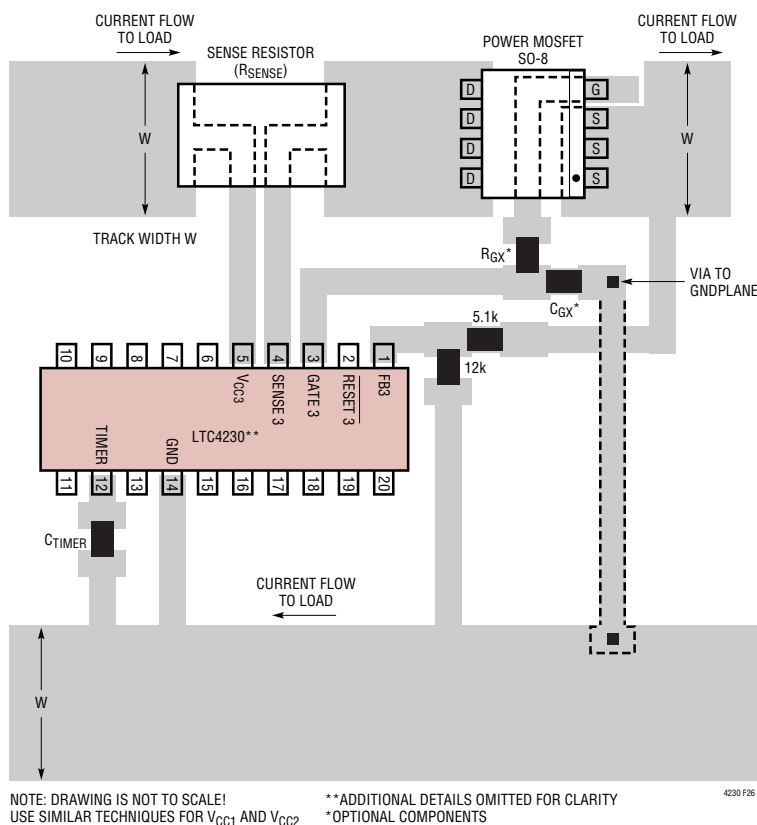 CURRENT FLOW
TO LOAD
SENSE RESISTOR
(RSENSE)
POWER MOSFET
SO-8
CURRENT FLOW
TO LOAD
W
D
D
D
D
G
S
S
S
W
TRACK WIDTH W
RGX*
CGX*
VIA TO
GNDPLANE
5.1k
12k
10
9
8
7
6
5
4
3
2
1
VCC3
SENSE 3
GATE 3
RESET 3
FB3
LTC4230**
TIMER
GND
11
12
13
14
15
16
17
18
19
20
CTIMER
CURRENT FLOW
TO LOAD
W
NOTE: DRAWING IS NOT TO SCALE!
USE SIMILAR TECHNIQUES FOR VCC1 AND VCC2
**ADDITIONAL DETAILS OMITTED FOR CLARITY
*OPTIONAL COMPONENTS
4230 F26